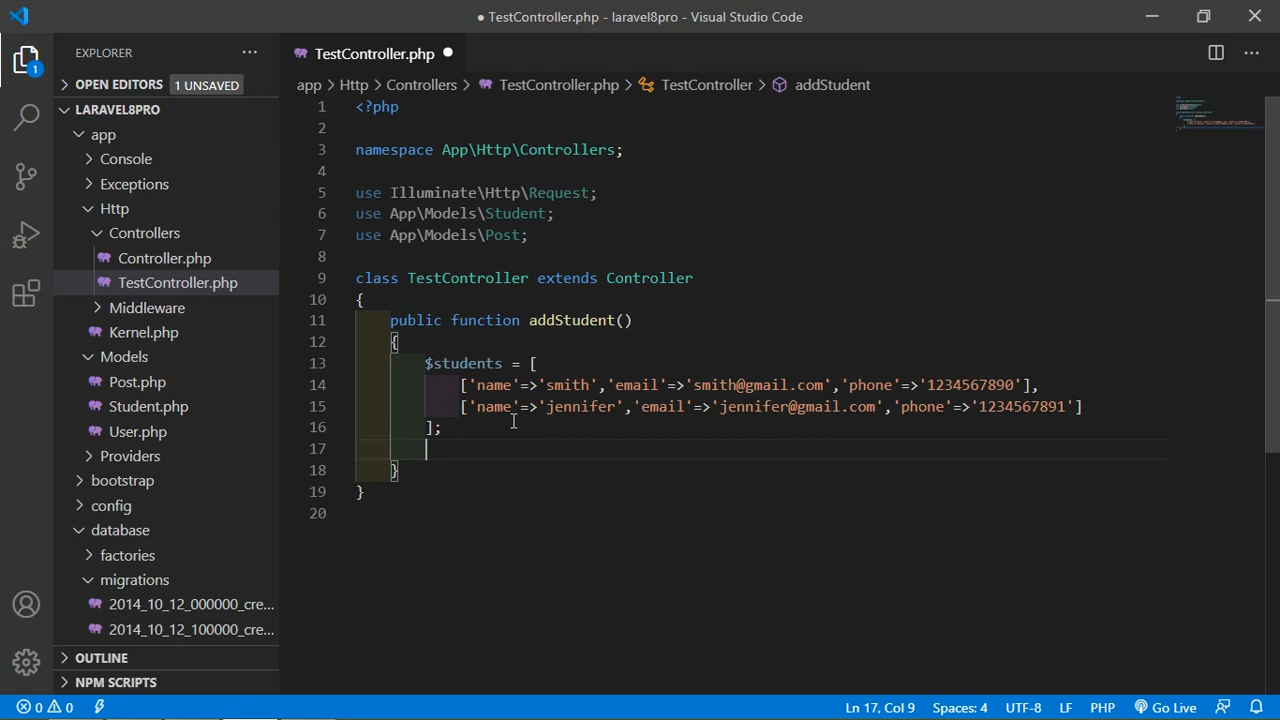 TestController.php - laravel8pro - Visual Studio Code
EXPLORER
TestController.php
OPEN EDITORS 1 UNSAVED
app > Http > Controllers > TestController.php > TestController > addStudent
LARAVEL8PRO
app
Console
Exceptions
Http
Controllers
Controller.php
TestController.php
Middleware
Kernel.php
Models
Post.php
Student.php
User.php
Providers
bootstrap
config
database
factories
migrations
2014_10_12_000000_cre...
2014_10_12_100000_cre...
OUTLINE
NPM SCRIPTS
1 <?php
2
3 namespace App\Http\Controllers;
4
5 use Illuminate\Http\Request;
6 use App\Models\Student;
7 use App\Models\Post;
8
9 class TestController extends Controller
10 {
11 public function addStudent()
12 {
13 $students = [
14 ['name'=>'smith','email'=>'smith@gmail.com','phone'=>'1234567890'],
15 ['name'=>'jennifer','email'=>'jennifer@gmail.com','phone'=>'1234567891']
16 ];
17
18 }
19 }
20
1
0 0 Ln 17, Col 9 Spaces: 4 UTF-8 LF PHP Go Live